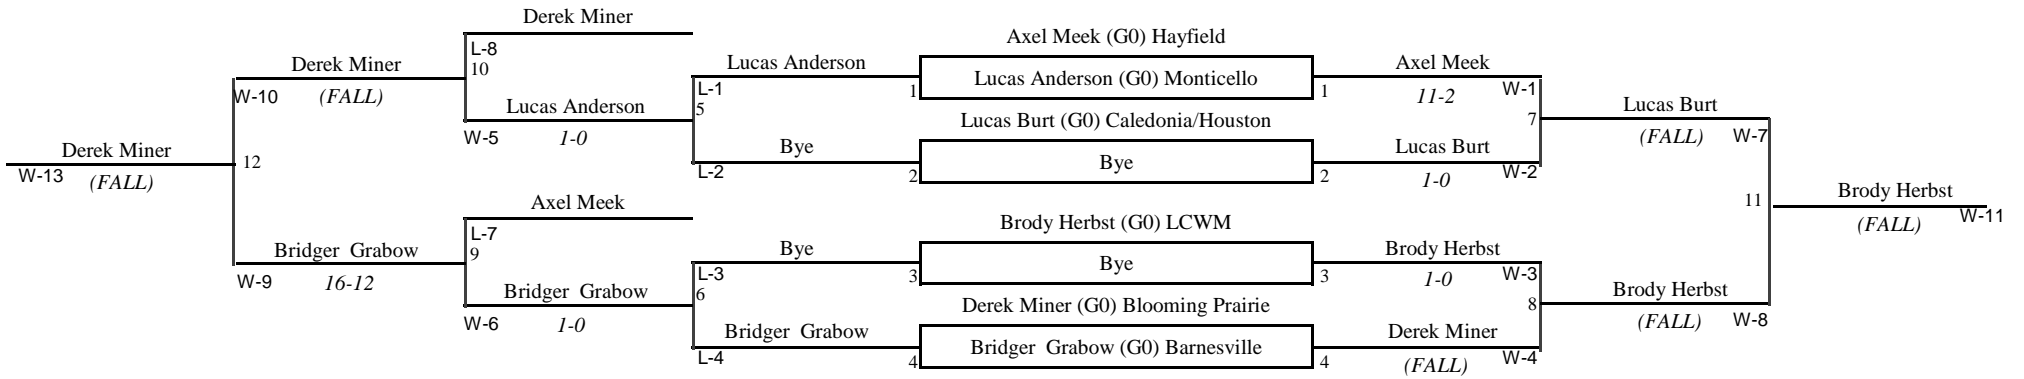 Derek Miner
Axel Meek (G0) Hayfield
L-8
10
Derek Miner
Lucas Anderson
Axel Meek
Lucas Anderson (G0) Monticello
W-10
(FALL)
L-1
1
1
11-2
W-1
Lucas Anderson
5
Lucas Burt
Lucas Burt (G0) Caledonia/Houston
7
W-5
1-0
(FALL)
W-7
Derek Miner
12
Bye
Bye
Lucas Burt
W-13
(FALL)
L-2
2
2
1-0
W-2
Axel Meek
Brody Herbst
11
W-11
(FALL)
Brody Herbst (G0) LCWM
L-7
9
Bridger Grabow
Bye
Bye
Brody Herbst
W-9
16-12
L-3
3
3
1-0
W-3
Bridger Grabow
6
Brody Herbst
Derek Miner (G0) Blooming Prairie
8
W-6
1-0
(FALL)
W-8
Bridger Grabow
Bridger Grabow (G0) Barnesville
Derek Miner
L-4
4
4
(FALL)
W-4